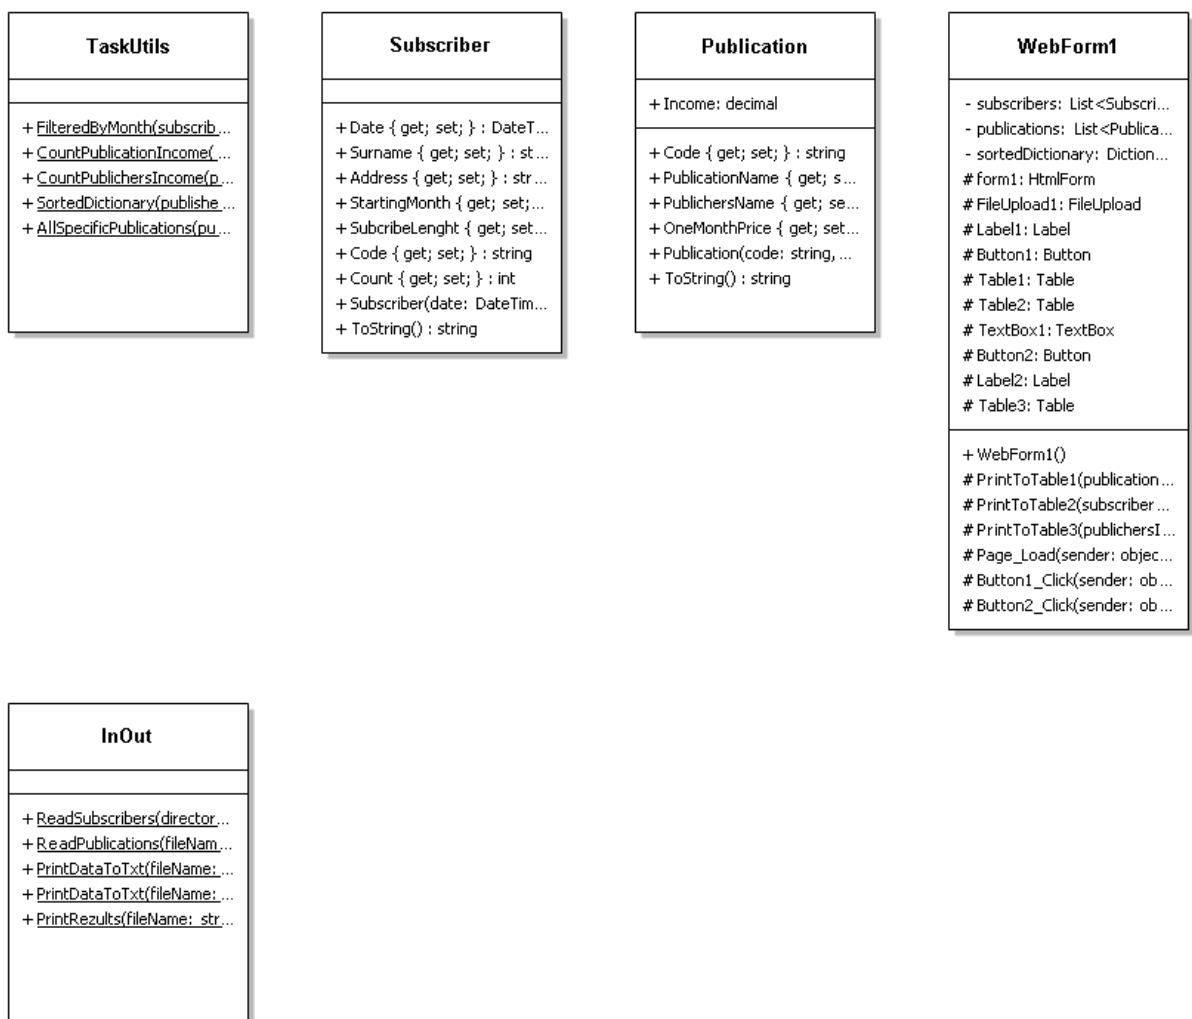 TaskUtils
+ FilteredByMonth(subscrib...
+ CountPublicationIncome(...
+ CountPublichersIncome(p...
+ SortedDictionary(publishe...
+ AllSpecificPublications(pu...
Subscriber
+ Date { get; set; } : DateT...
+ Surname { get; set; } : st...
+ Address { get; set; } : str...
+ StartingMonth { get; set;...
+ SubcribeLenght { get; set...
+ Code { get; set; } : string
+ Count { get; set; } : int
+ Subscriber(date: DateTim...
+ ToString() : string
Publication
+ Income: decimal
+ Code { get; set; } : string
+ PublicationName { get; s...
+ PublichersName { get; se...
+ OneMonthPrice { get; set...
+ Publication(code: string, ...
+ ToString() : string
WebForm1
- subscribers: List<Subscri...
- publications: List<Publica...
- sortedDictionary: Diction...
# form1: HtmlForm
# FileUpload1: FileUpload
# Label1: Label
# Button1: Button
# Table1: Table
# Table2: Table
# TextBox1: TextBox
# Button2: Button
# Label2: Label
# Table3: Table
+ WebForm1()
# PrintToTable1(publication...
# PrintToTable2(subscriber...
# PrintToTable3(publichersI...
# Page_Load(sender: objec...
# Button1_Click(sender: ob...
# Button2_Click(sender: ob...
InOut
+ ReadSubscribers(director...
+ ReadPublications(fileNam...
+ PrintDataToTxt(fileName: ...
+ PrintDataToTxt(fileName: ...
+ PrintRezults(fileName: str...